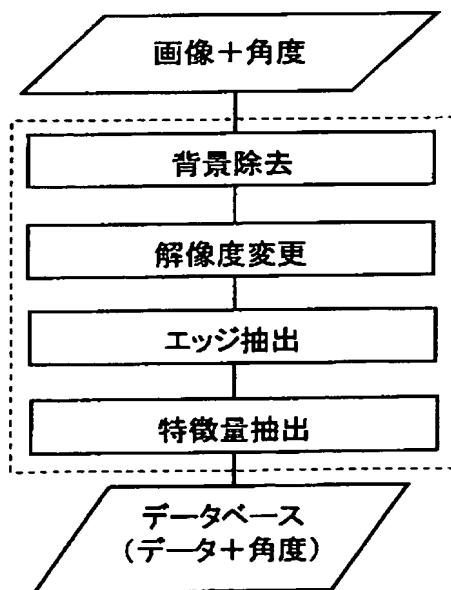 画像＋角度
背景除去
解像度変更
エッジ抽出
特徴量抽出
データベース
(データ＋角度)